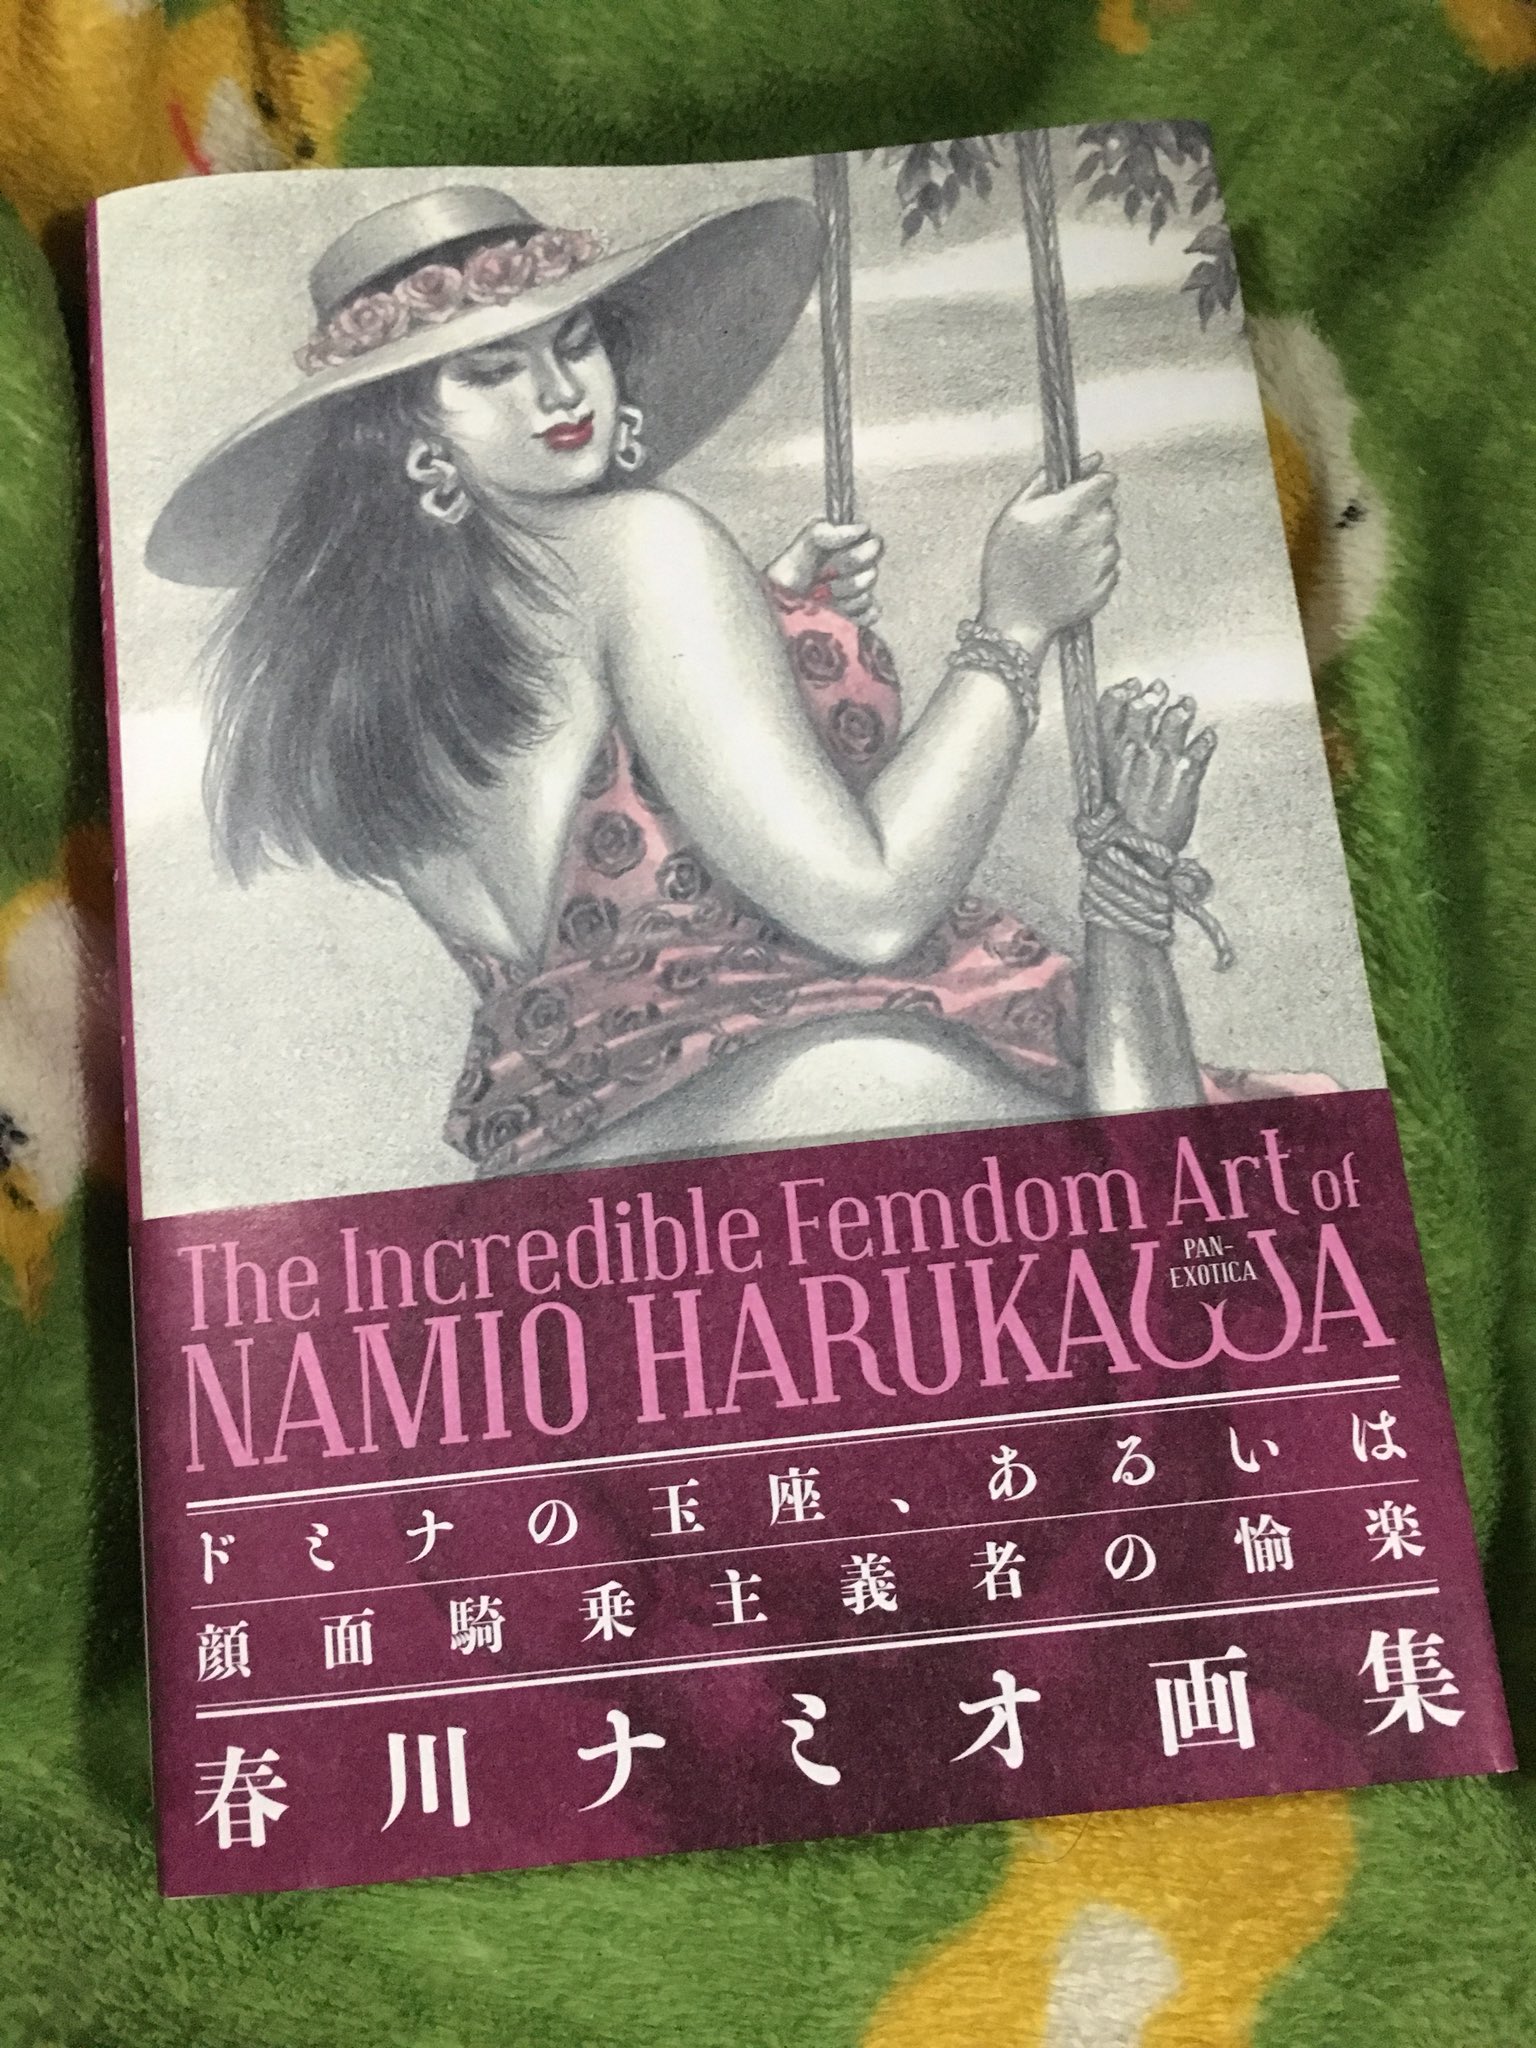 The Incredible Femdom Art of
NAMIO HARUKAWA
PAN-
EXOTICA
ドミナの玉座、あるいは
顔面騎乗主義者の愉楽
春川ナミオ画集